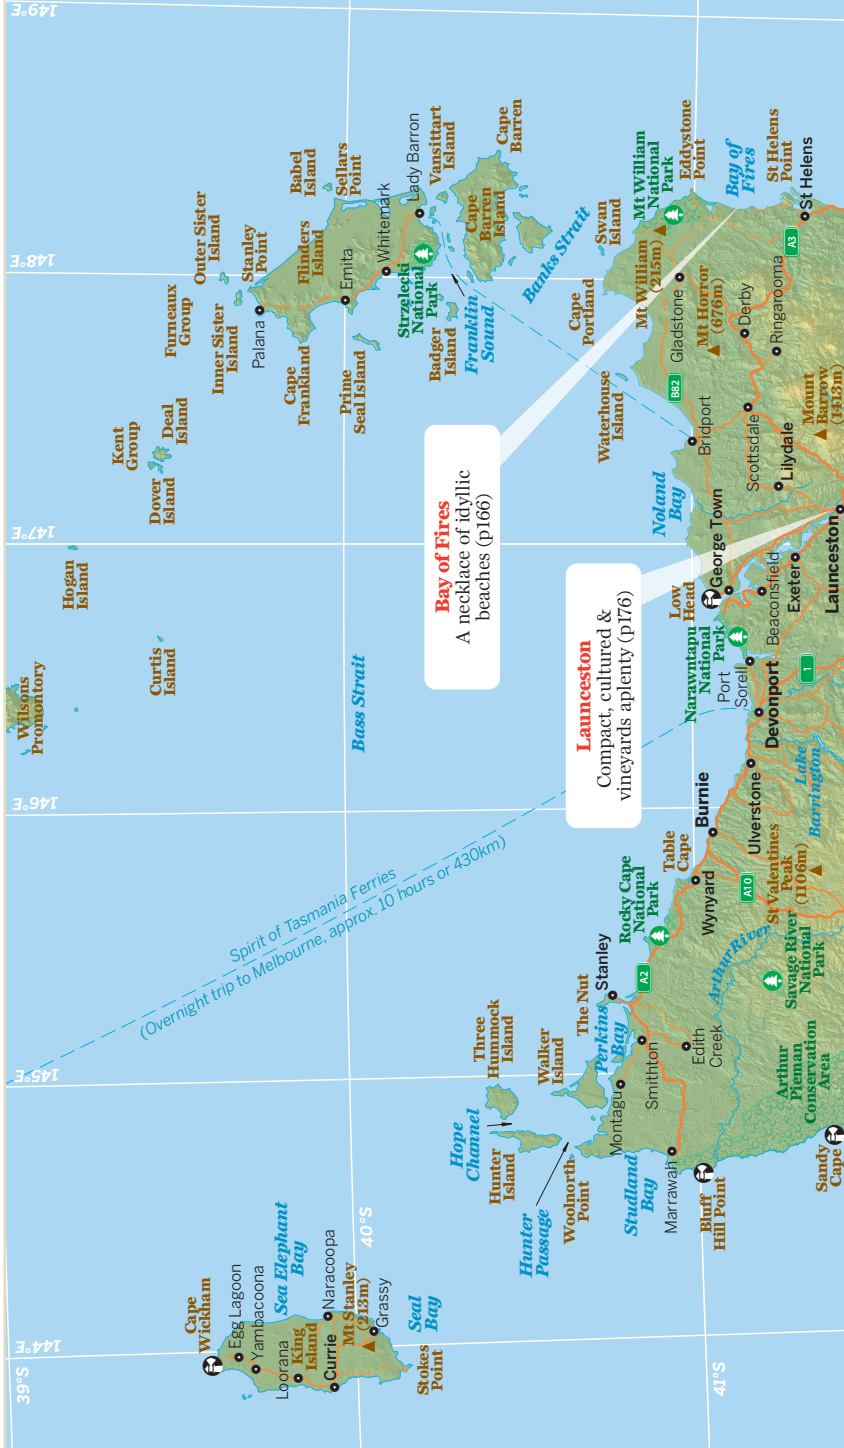 149°E
148°E
147°E
146°E
145°E
144°E
39°S
40°S
41°S
Wilsons
Promontory
Hogan
Island
Curtis
Island
Kent
Group
Deal
Island
Dover
Island
Furneaux
Group
Outer Sister
Island
Inner Sister
Island
Stanley
Point
Palana
Babel
Island
Sellars
Point
Flinders
Island
Cape
Frankland
Emita
Whitemark
Prime
Seal Island
Lady Barron
Strzelecki
National
Park
Vansittart
Island
Cape
Barren
Cape
Barren
Island
Badger
Island
Franklin
Sound
Banks Strait
Swan
Island
Cape
Portland
Waterhouse
Island
Mt William
National
Park
Mt William
(215m)
Eddystone
Point
Bay of
Fires
St Helens
Point
St Helens
A3
Gladstone
Mt Horror
(676m)
Derby
Ringarooma
B82
Bridport
Scottsdale
Lilydale
Mount
Barrow
(1413m)
Noland
Bay
Bay of Fires
A necklace of idyllic
beaches (p166)
Launceston
Compact, cultured &
vineyards aplenty (p176)
Bass Strait
Low
Head
George Town
Beaconsfield
Exeter
Launceston
Narawntapu
National
Park
Port
Sorell
Devonport
1
Ulverstone
Lake
Barrington
Burnie
Table
Cape
Wynyard
A10
St Valentines
Peak
(1106m)
Rocky Cape
National
Park
Savage River
National
Park
Arthur River
Spirit of Tasmania Ferries
(Overnight trip to Melbourne, approx. 10 hours or 430km)
Stanley
The Nut
A2
Perkins
Bay
Smithton
Edith
Creek
Three
Hummock
Island
Walker
Island
Hope
Channel
Hunter
Island
Hunter
Passage
Woolnorth
Point
Montagu
Studland
Bay
Marrawah
Bluff
Hill Point
Arthur
Pieman
Conservation
Area
Sandy
Cape
Cape
Wickham
Egg Lagoon
Yambacoona
Sea Elephant
Bay
Loorana
King
Island
Naracoopa
Currie
Mt Stanley
(213m)
Grassy
Seal
Bay
Stokes
Point